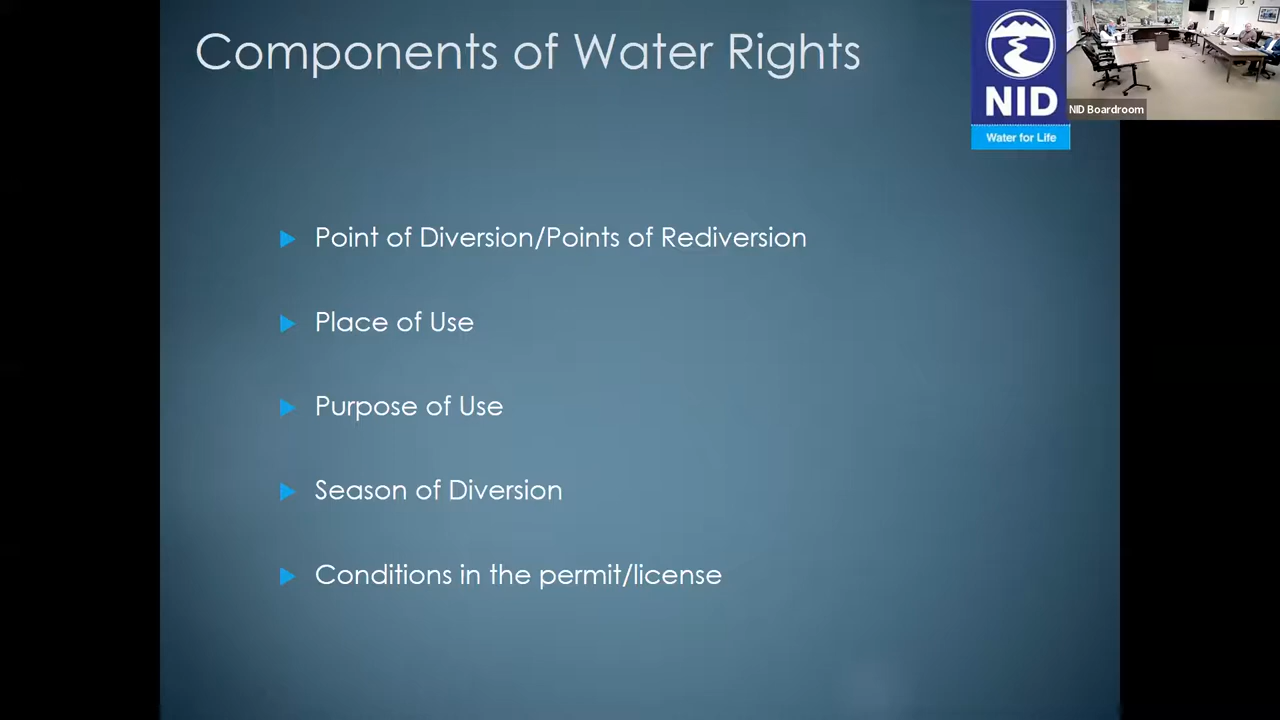 Components of Water Rights
NID
Water for Life
NID Boardroom
Point of Diversion/Points of Rediversion
Place of Use
Purpose of Use
Season of Diversion
Conditions in the permit/license